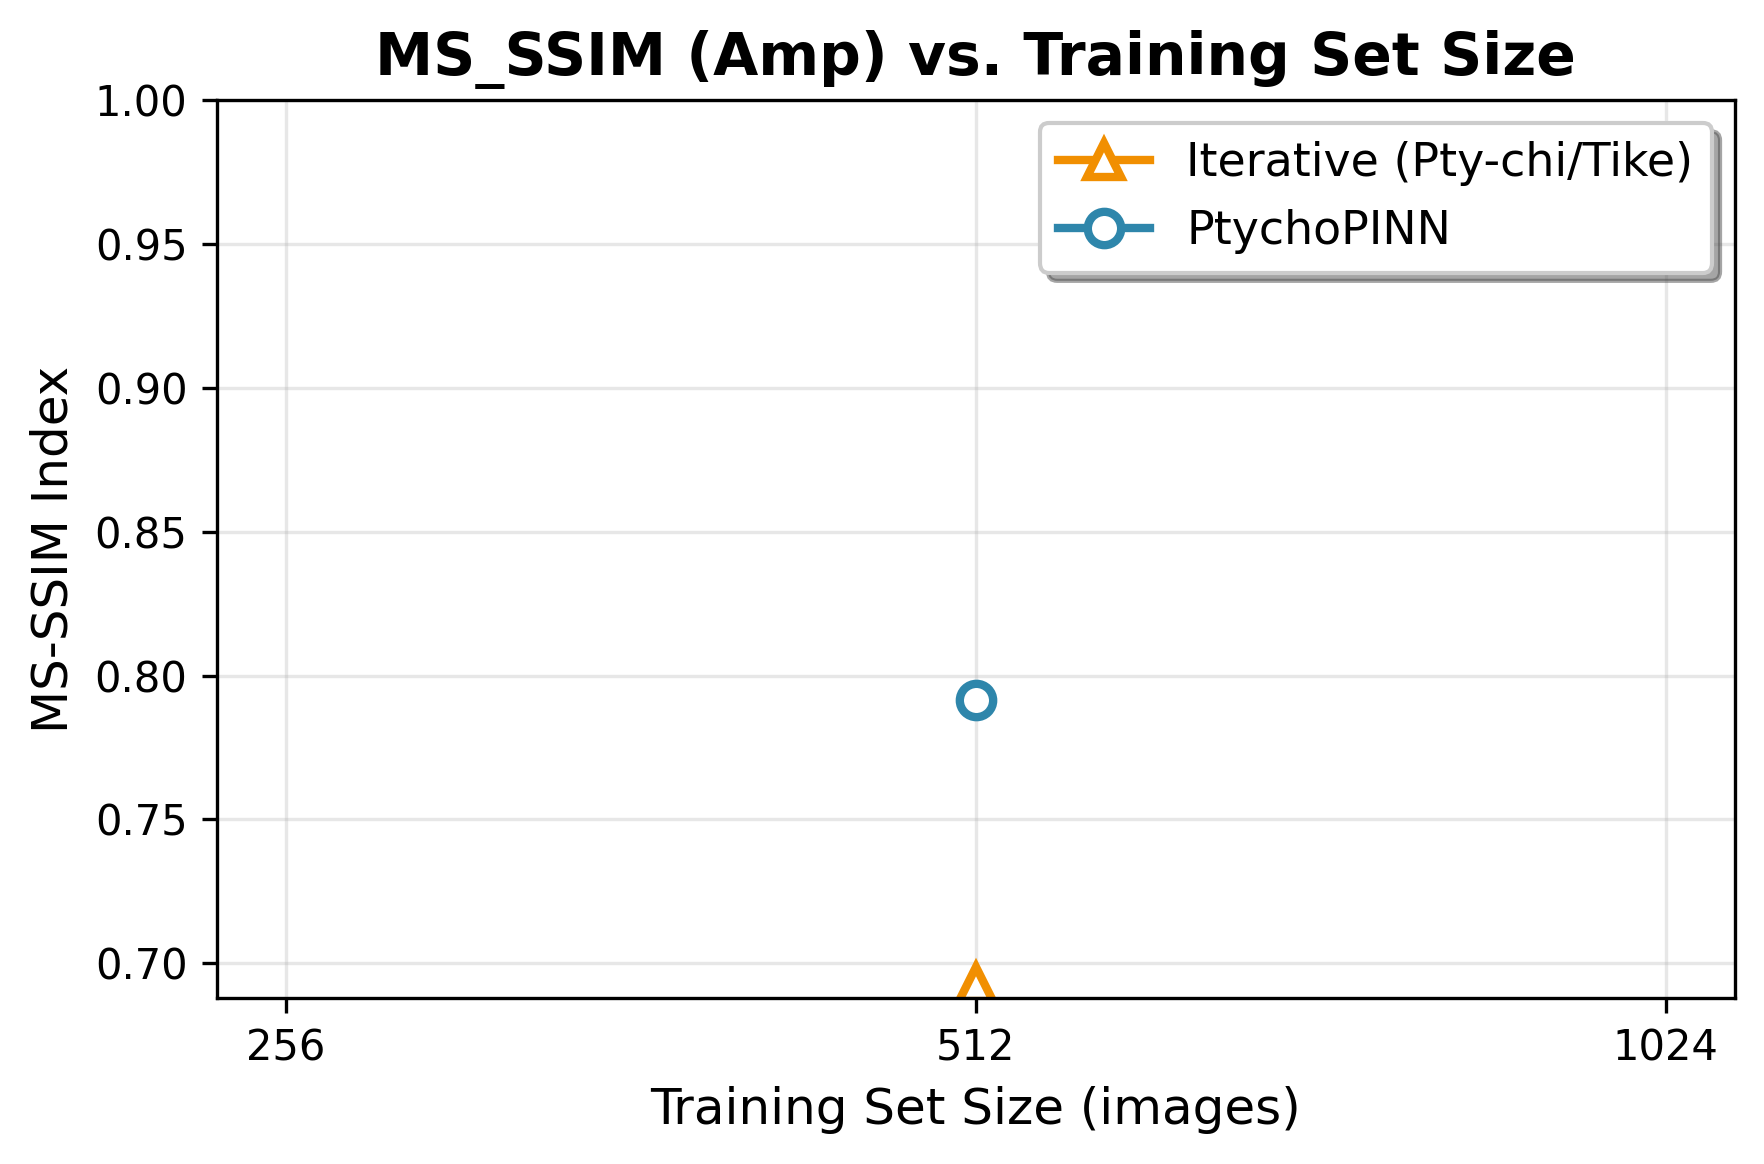 MS_SSIM (Amp) vs. Training Set Size
1.00
0.95
0.90
0.85
0.80
0.75
0.70
MS-SSIM Index
Iterative (Pty-chi/Tike)
PtychoPINN
256
512
1024
Training Set Size (images)